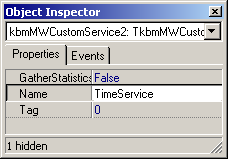 Object Inspector
kbmMWCustomService2: TkbmMWCusto
Properties Events
GatherStatistics False
Name TimeService
Tag 0
1 hidden